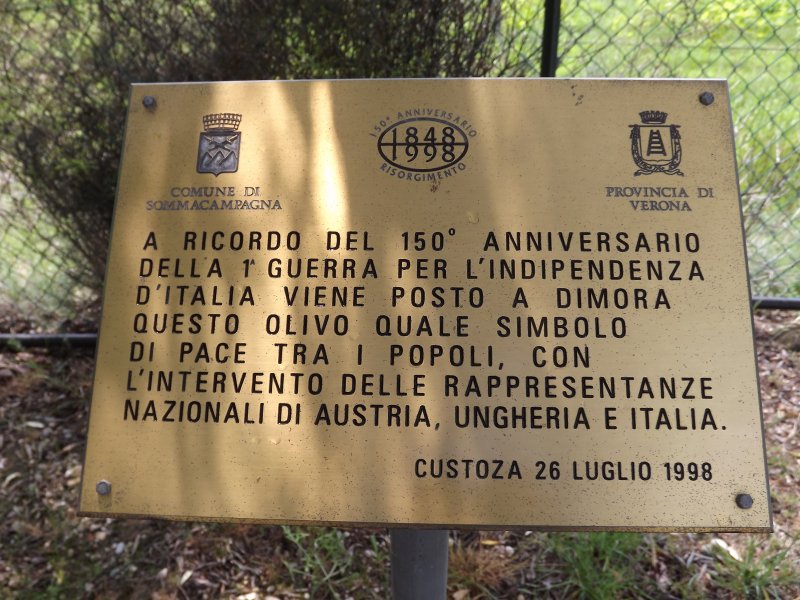 150° ANNIVERSARIO
1848
1998
RISORGIMENTO
COMUNE DI
SOMMACAMPAGNA
PROVINCIA DI
VERONA
A RICORDO DEL 150° ANNIVERSARIO
DELLA 1ª GUERRA PER L'INDIPENDENZA
D'ITALIA VIENE POSTO A DIMORA
QUESTO OLIVO QUALE SIMBOLO
DI PACE TRA I POPOLI, CON
L'INTERVENTO DELLE RAPPRESENTANZE
NAZIONALI DI AUSTRIA, UNGHERIA E ITALIA.
CUSTOZA 26 LUGLIO 1998